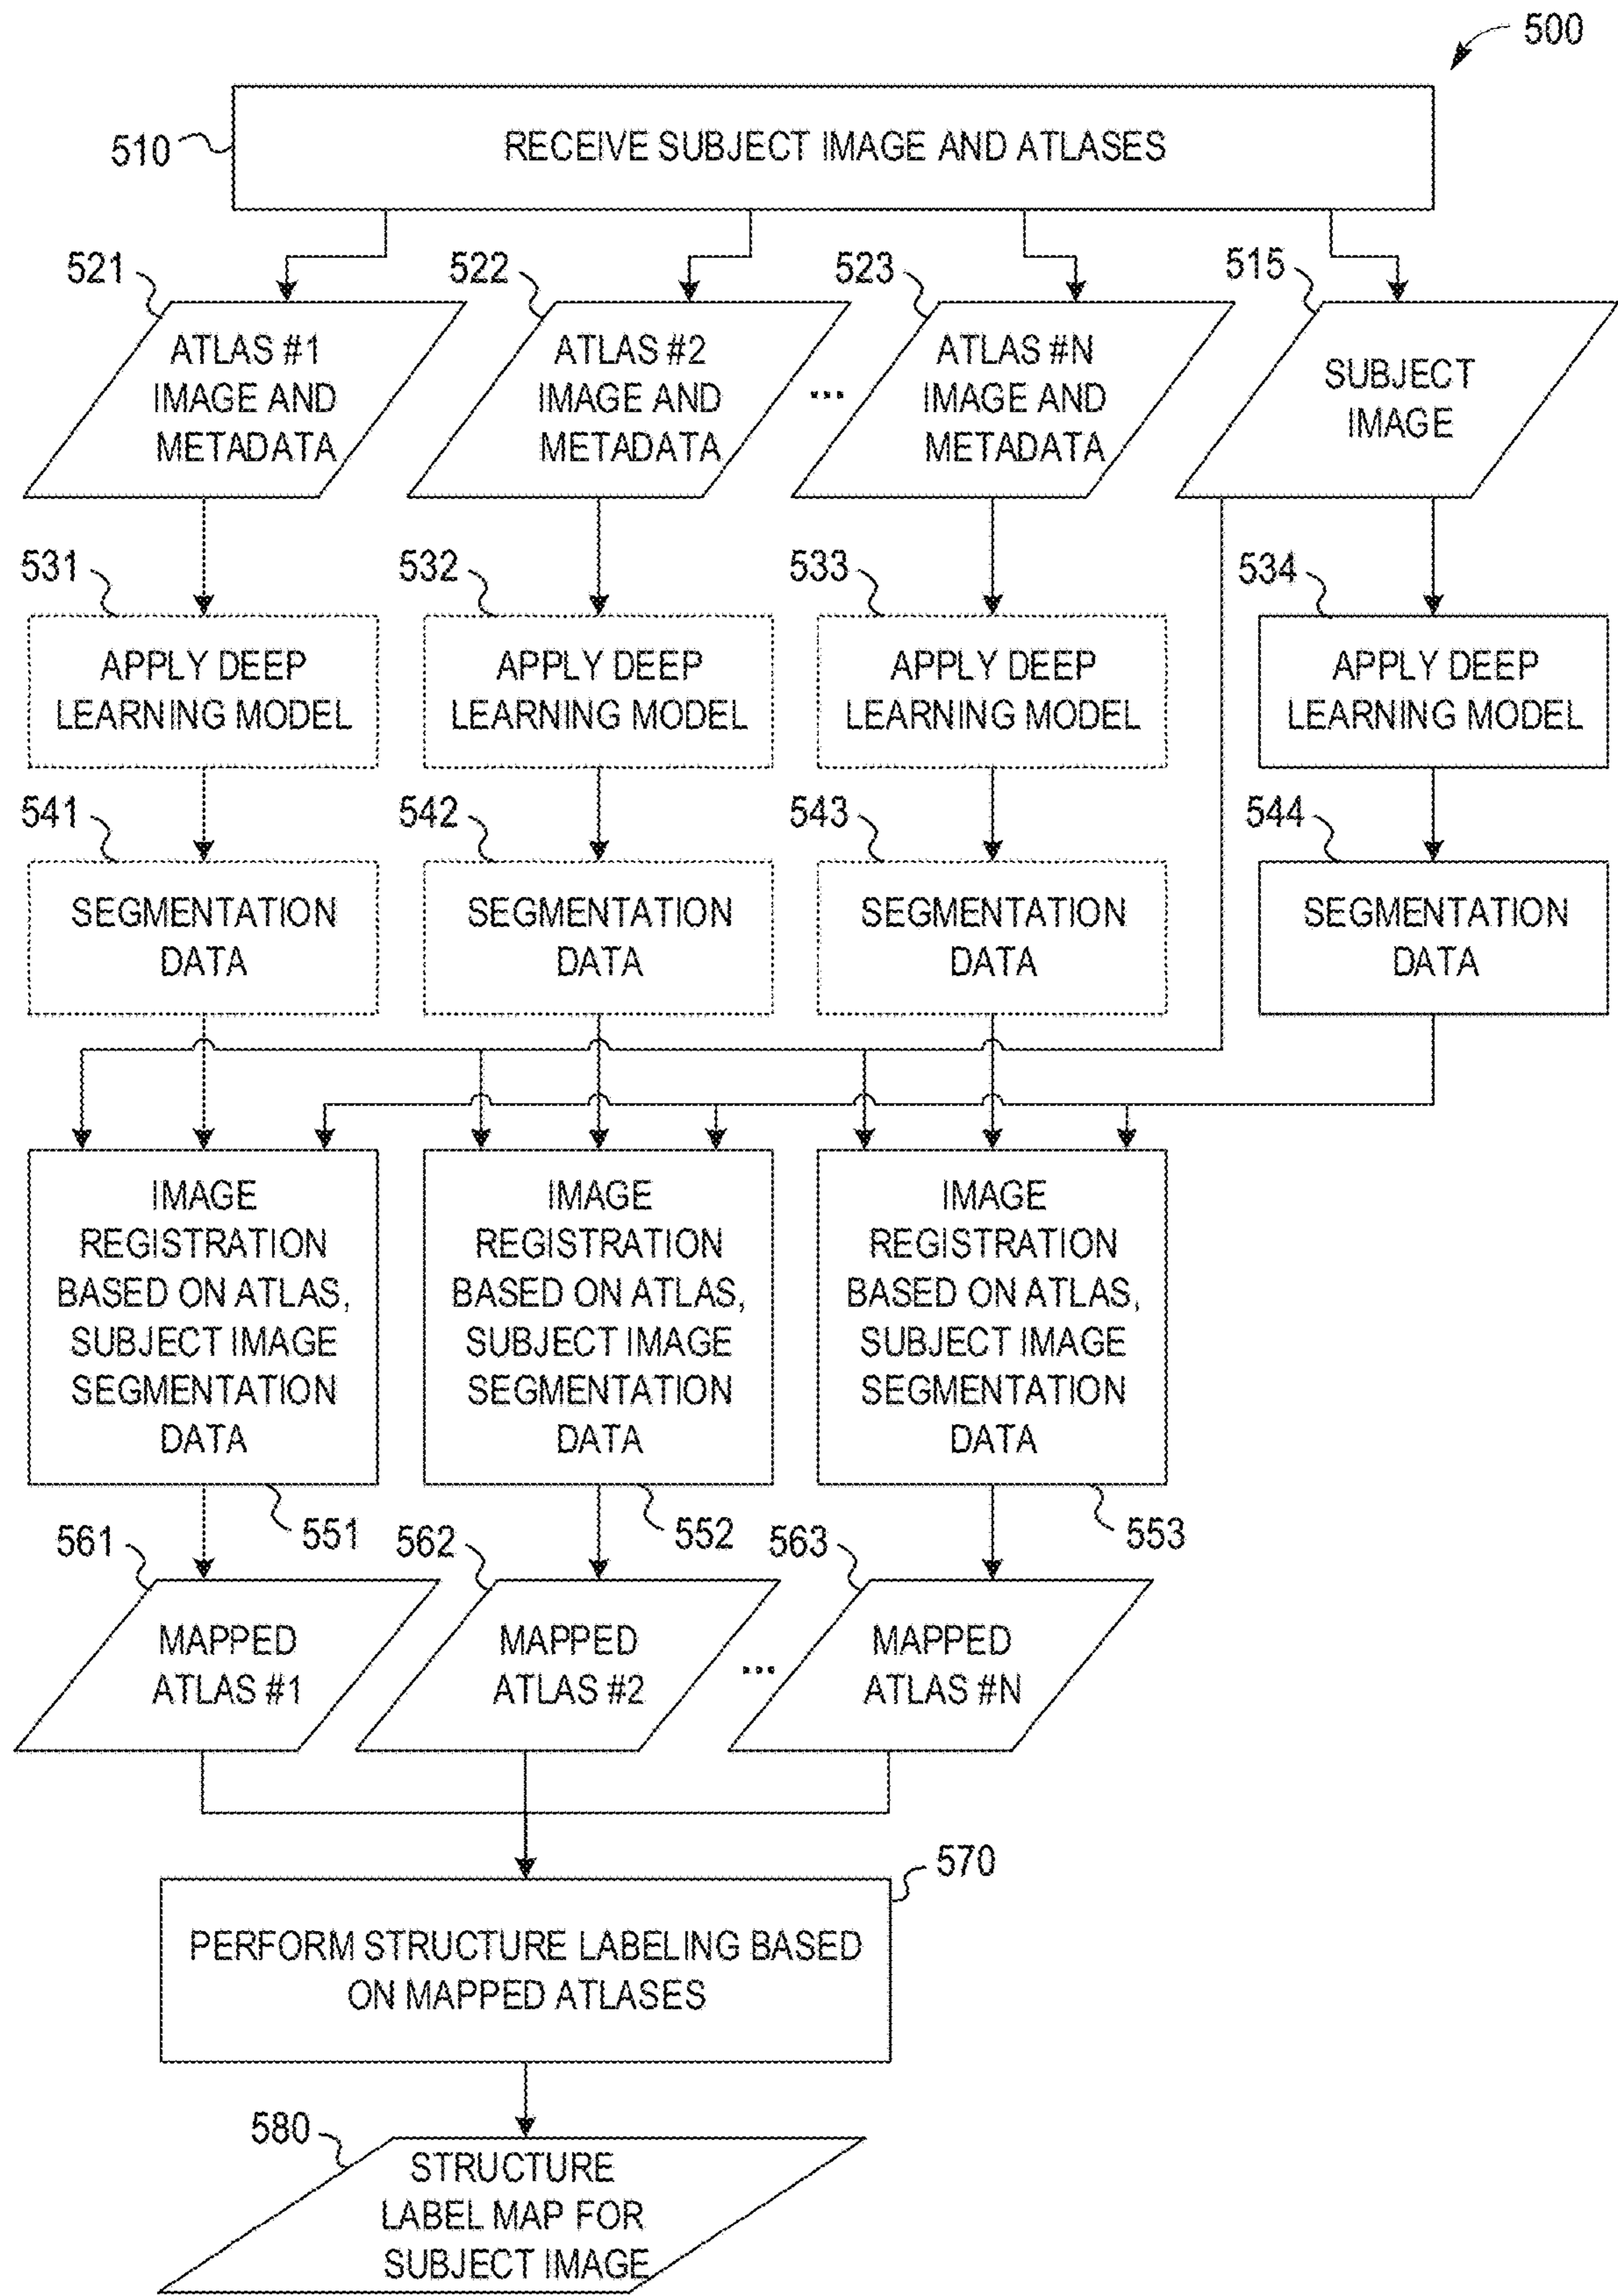 500
510
RECEIVE SUBJECT IMAGE AND ATLASES
521
522
523
515
ATLAS #1
IMAGE AND
METADATA
ATLAS #2
IMAGE AND
METADATA
...
ATLAS #N
IMAGE AND
METADATA
SUBJECT
IMAGE
531
532
533
534
APPLY DEEP
LEARNING MODEL
APPLY DEEP
LEARNING MODEL
APPLY DEEP
LEARNING MODEL
APPLY DEEP
LEARNING MODEL
541
542
543
544
SEGMENTATION
DATA
SEGMENTATION
DATA
SEGMENTATION
DATA
SEGMENTATION
DATA
IMAGE
REGISTRATION
BASED ON ATLAS,
SUBJECT IMAGE
SEGMENTATION
DATA
IMAGE
REGISTRATION
BASED ON ATLAS,
SUBJECT IMAGE
SEGMENTATION
DATA
IMAGE
REGISTRATION
BASED ON ATLAS,
SUBJECT IMAGE
SEGMENTATION
DATA
551
552
553
561
562
563
MAPPED
ATLAS #1
MAPPED
ATLAS #2
...
MAPPED
ATLAS #N
570
PERFORM STRUCTURE LABELING BASED
ON MAPPED ATLASES
580
STRUCTURE
LABEL MAP FOR
SUBJECT IMAGE